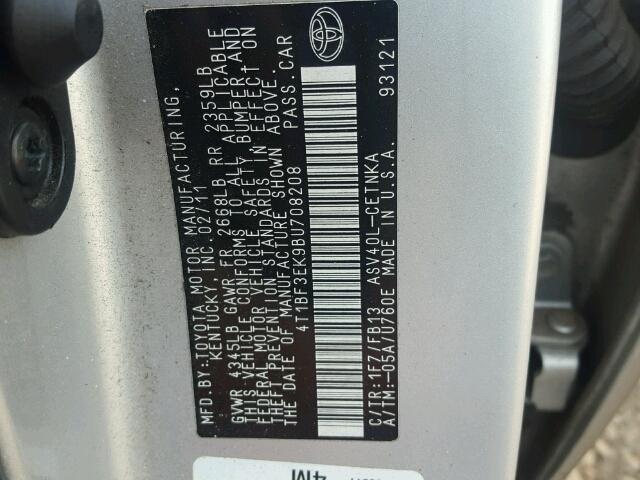 MFD. BY: TOYOTA MOTOR MANUFACTURING,
KENTUCKY, INC. 02/11
GVWR 4345LB GAWR FR 2668LB RR 2359LB
THIS VEHICLE CONFORMS TO ALL APPLICABLE
FEDERAL MOTOR VEHICLE SAFETY, BUMPER AND
THEFT PREVENTION STANDARDS IN EFFECT ON
THE DATE OF MANUFACTURE SHOWN ABOVE.
4T1BF3EK9BU708208 PASS. CAR
C/TR: 1F7/FB13 ASV40L-CETNKA
A/TM: -05A/U760E MADE IN U.S.A.
93121
4M